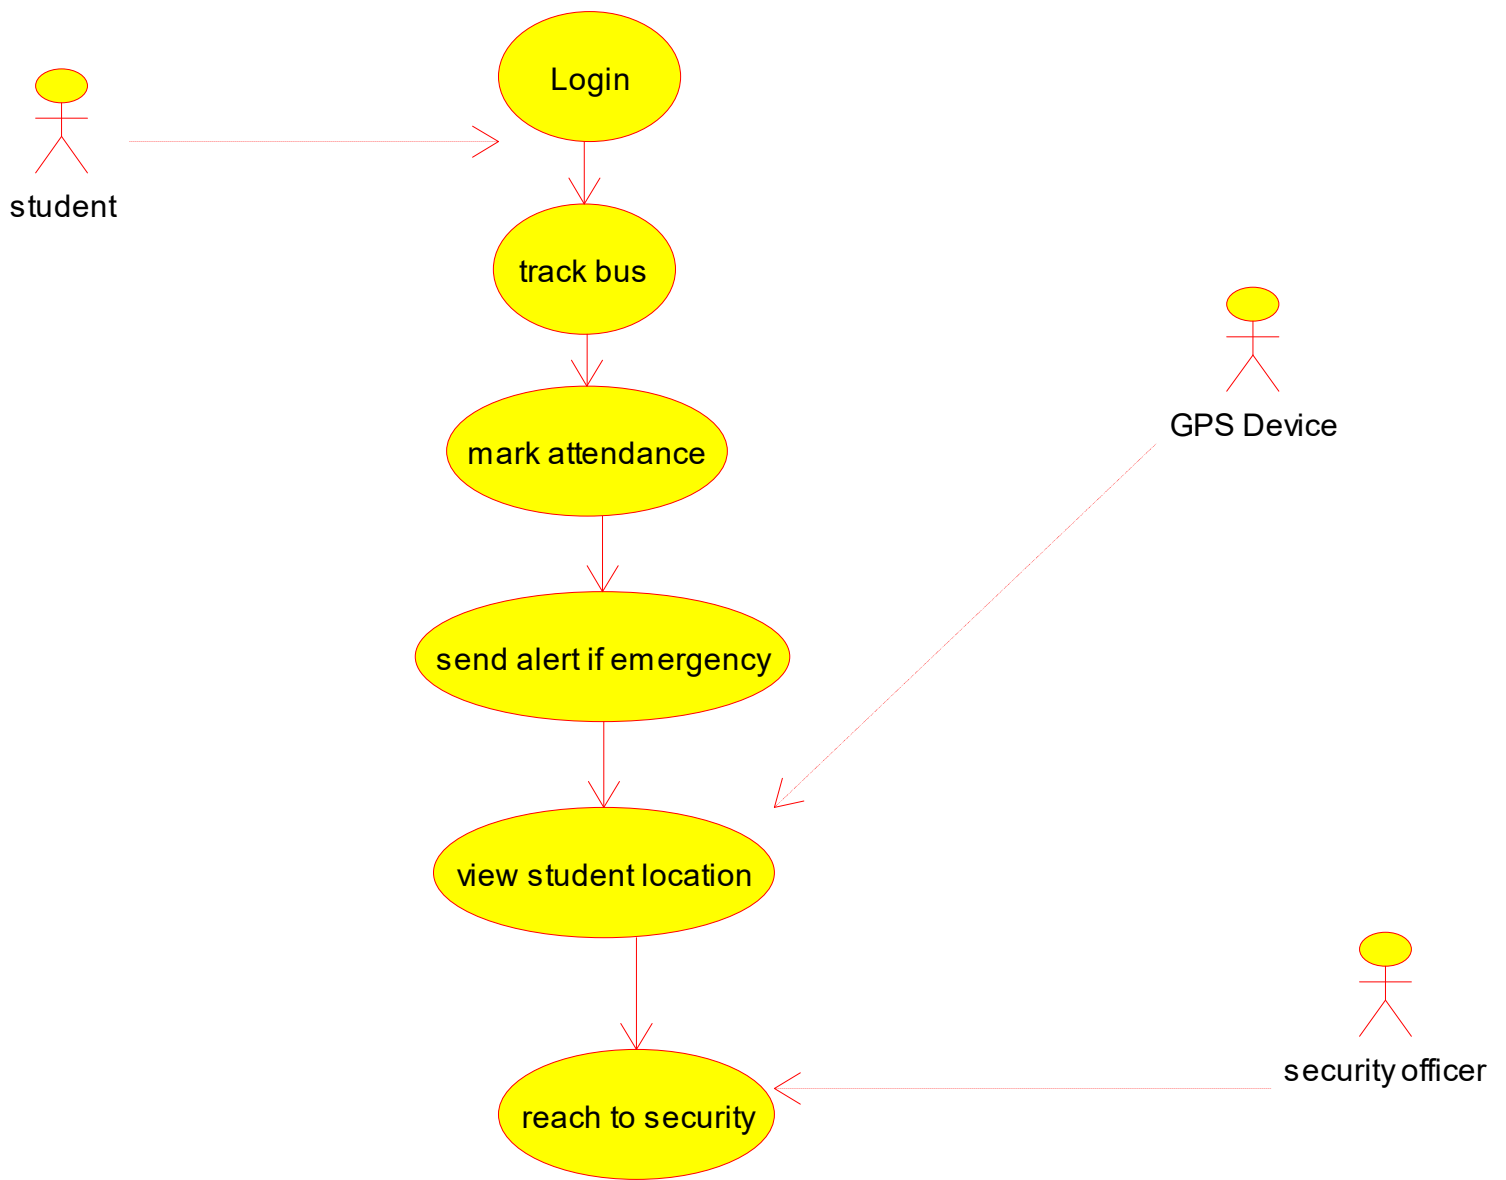 Login
student
track bus
GPS Device
mark attendance
send alert if emergency
view student location
security officer
reach to security